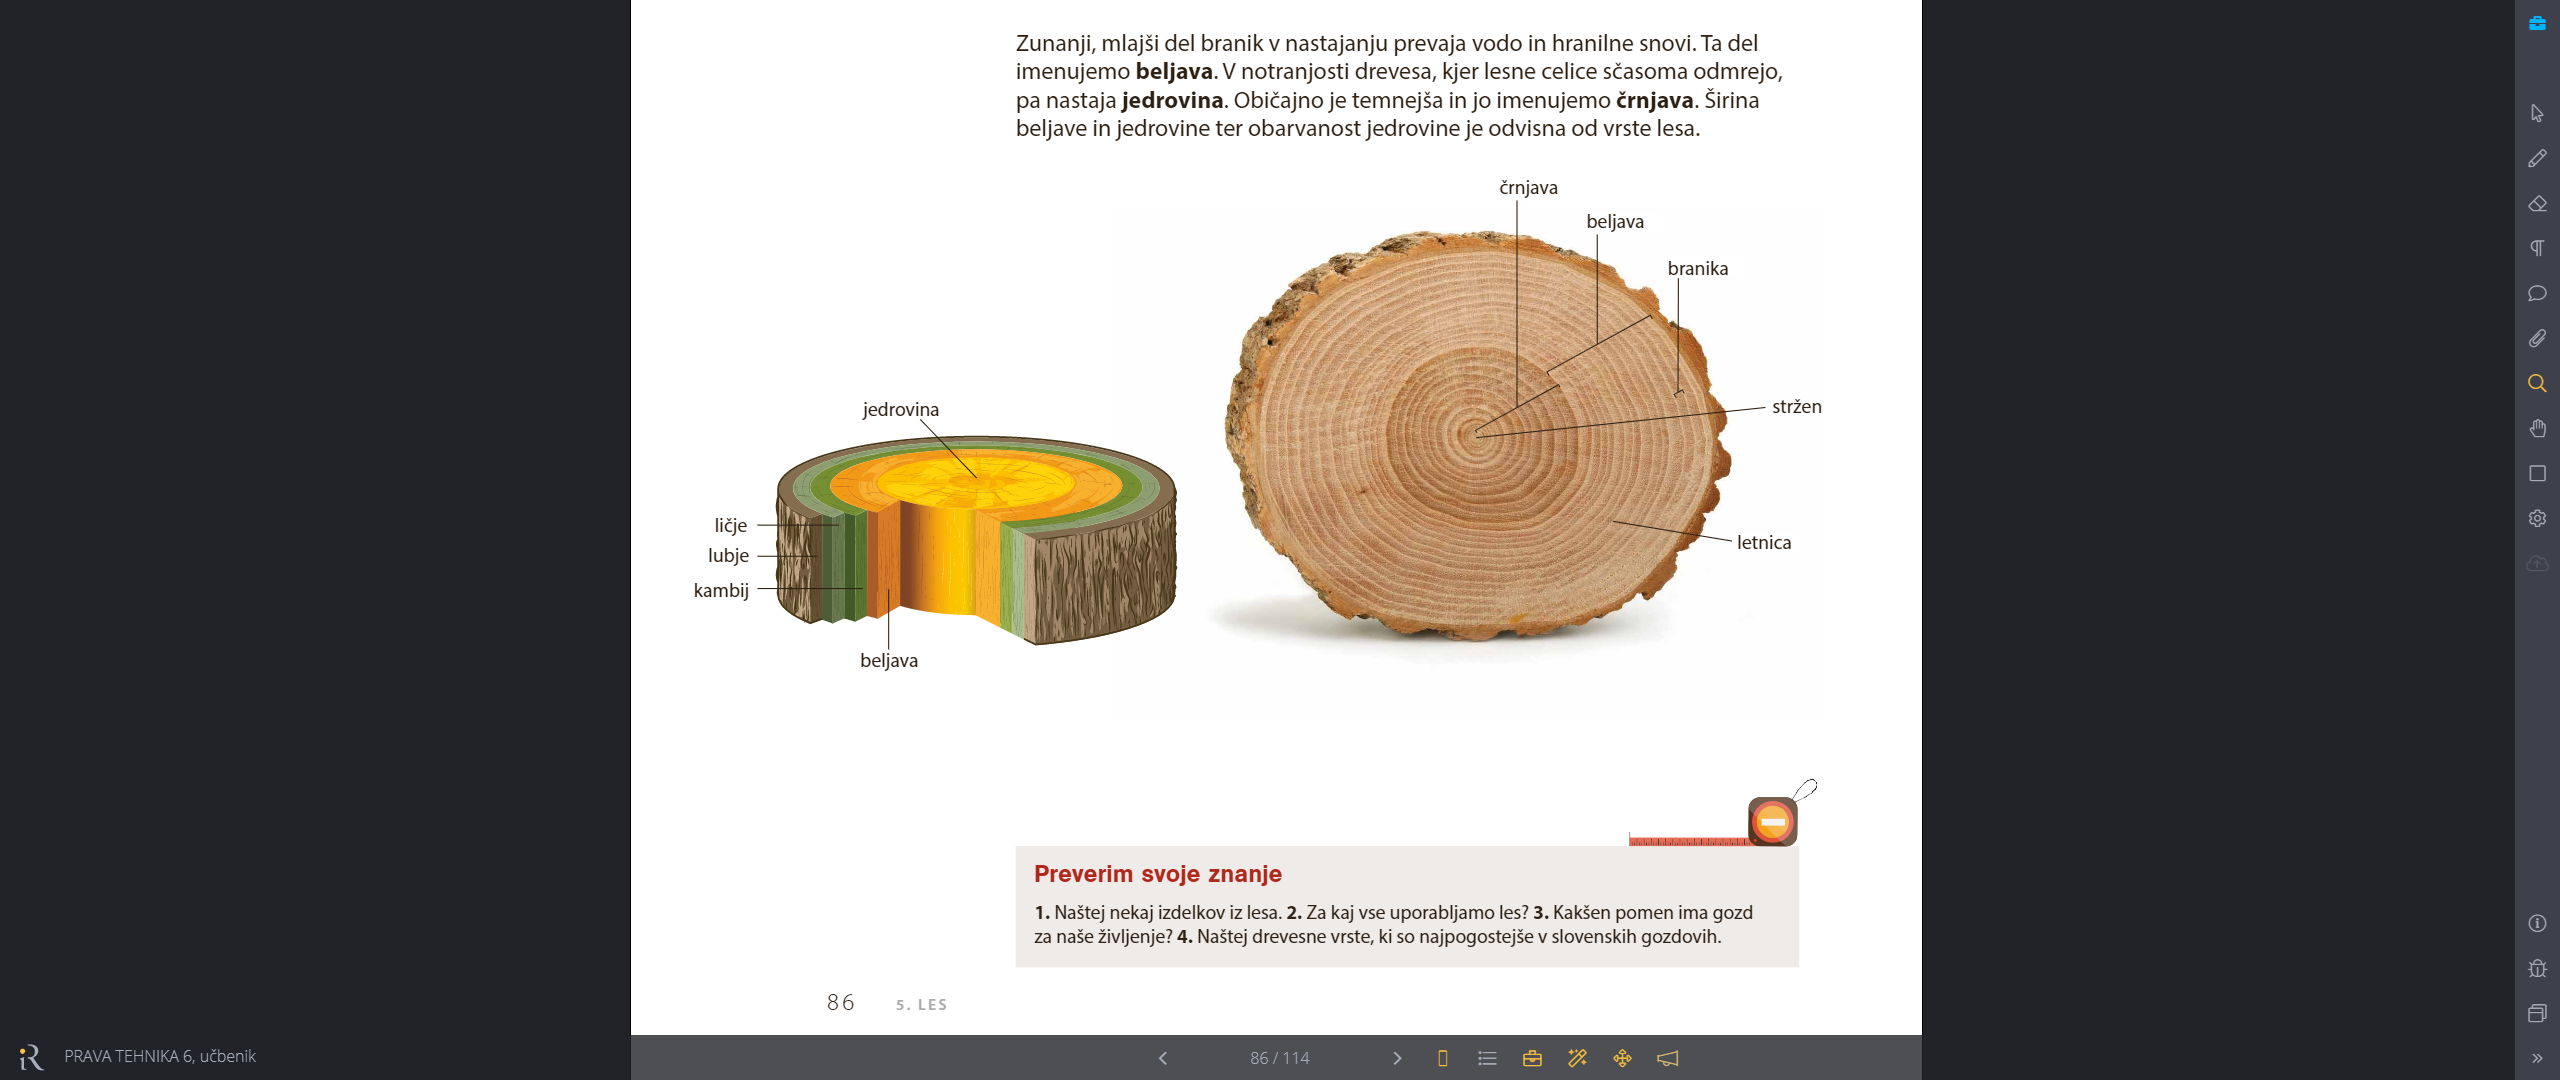 Zunanji, mlajši del branik v nastajanju prevaja vodo in hranilne snovi. Ta del
imenujemo beljava. V notranjosti drevesa, kjer lesne celice sčasoma odmrejo,
pa nastaja jedrovina. Običajno je temnejša in jo imenujemo črnjava. Širina
beljave in jedrovine ter obarvanost jedrovine je odvisna od vrste lesa.
črnjava
beljava
branika
stržen
letnica
jedrovina
ličje
lubje
kambij
beljava
Preverim svoje znanje
1. Naštej nekaj izdelkov iz lesa. 2. Za kaj vse uporabljamo les? 3. Kakšen pomen ima gozd
za naše življenje? 4. Naštej drevesne vrste, ki so najpogostejše v slovenskih gozdovih.
86 5. LES
iR PRAVA TEHNIKA 6, učbenik
86 / 114